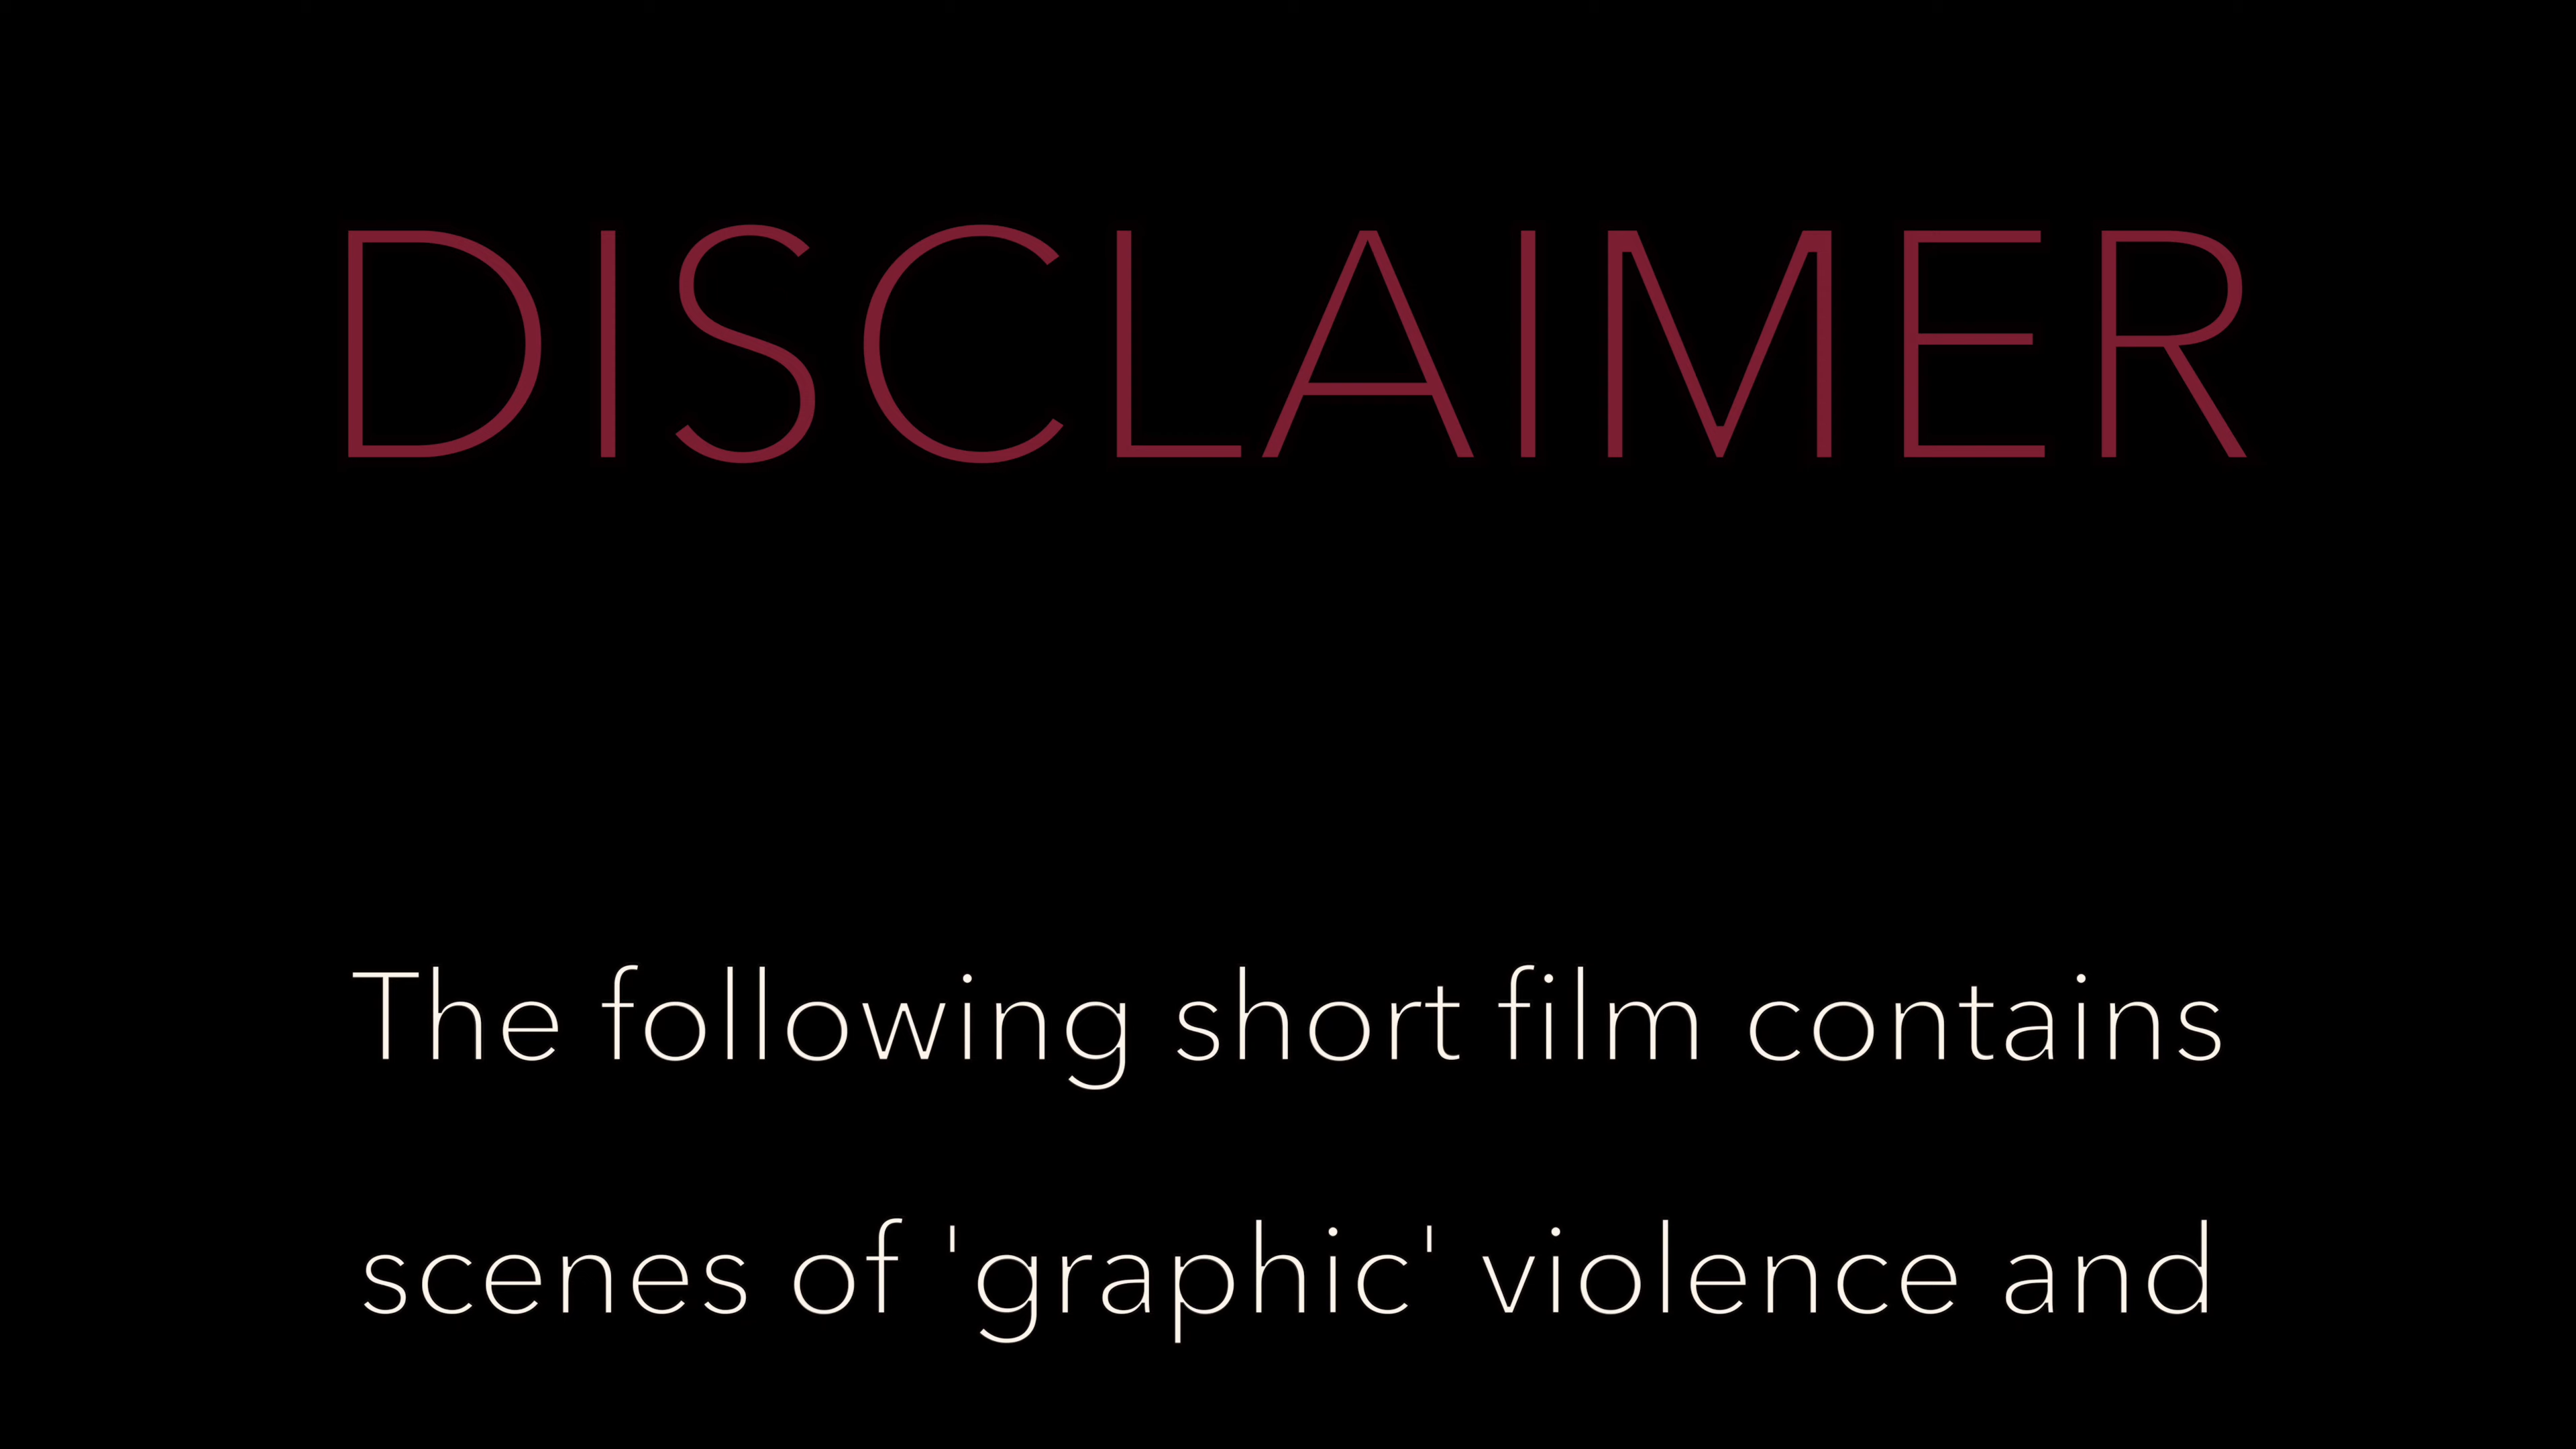 DISCLAIMER
The following short film contains
scenes of 'graphic' violence and